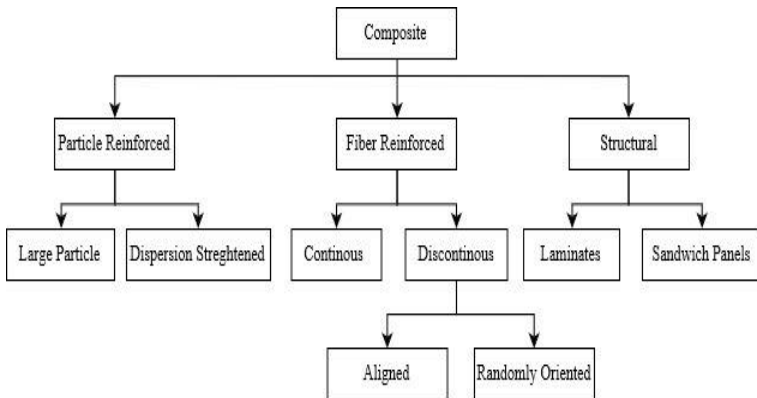 Composite
Particle Reinforced
Fiber Reinforced
Structural
Large Particle
Dispersion Streghtened
Continous
Discontinous
Laminates
Sandwich Panels
Aligned
Randomly Oriented